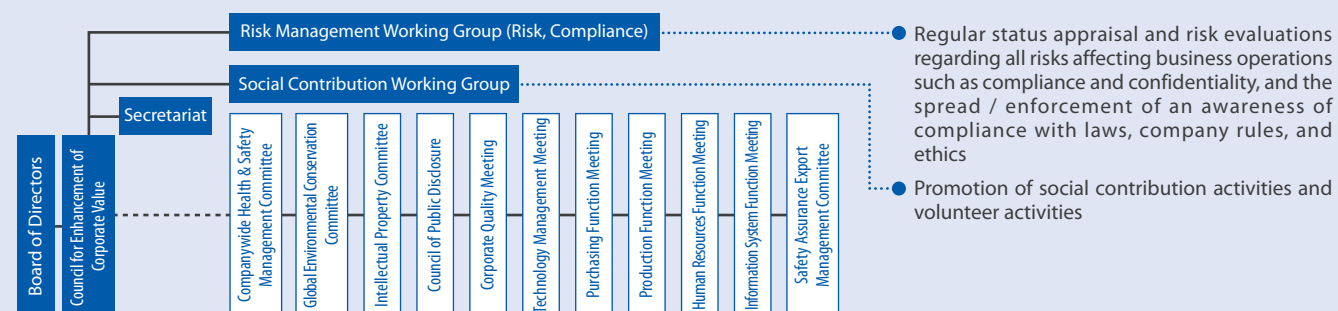 Risk Management Working Group (Risk, Compliance)
Social Contribution Working Group
Secretariat
Board of Directors
Council for Enhancement of
Corporate Value
Companywide Health & Safety
Management Committee
Global Environmental Conservation
Committee
Intellectual Property Committee
Council of Public Disclosure
Corporate Quality Meeting
Technology Management Meeting
Purchasing Function Meeting
Production Function Meeting
Human Resources Function Meeting
Information System Function Meeting
Safety Assurance Export
Management Committee
Regular status appraisal and risk evaluations
regarding all risks affecting business operations
such as compliance and confidentiality, and the
spread / enforcement of an awareness of
compliance with laws, company rules, and
ethics
Promotion of social contribution activities and
volunteer activities